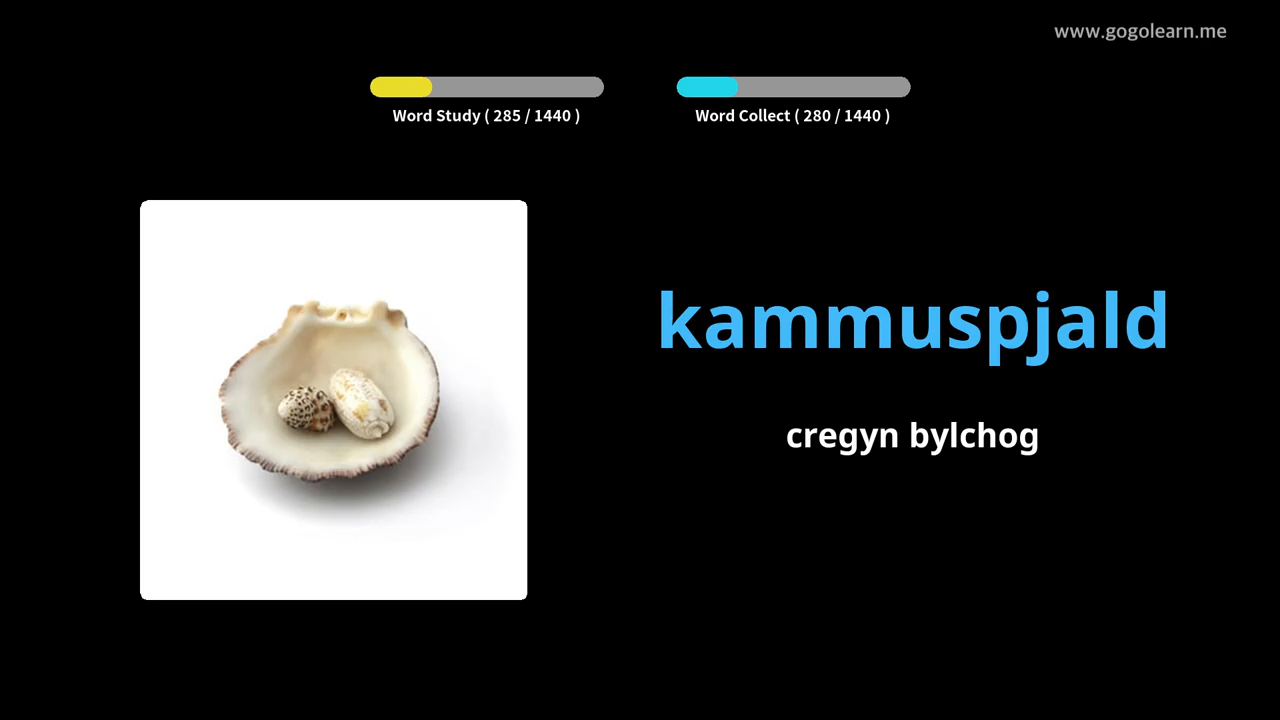 www.gogolearn.me
Word Study ( 285 / 1440 )
Word Collect ( 280 / 1440 )
kammuspjald
cregyn bylchog